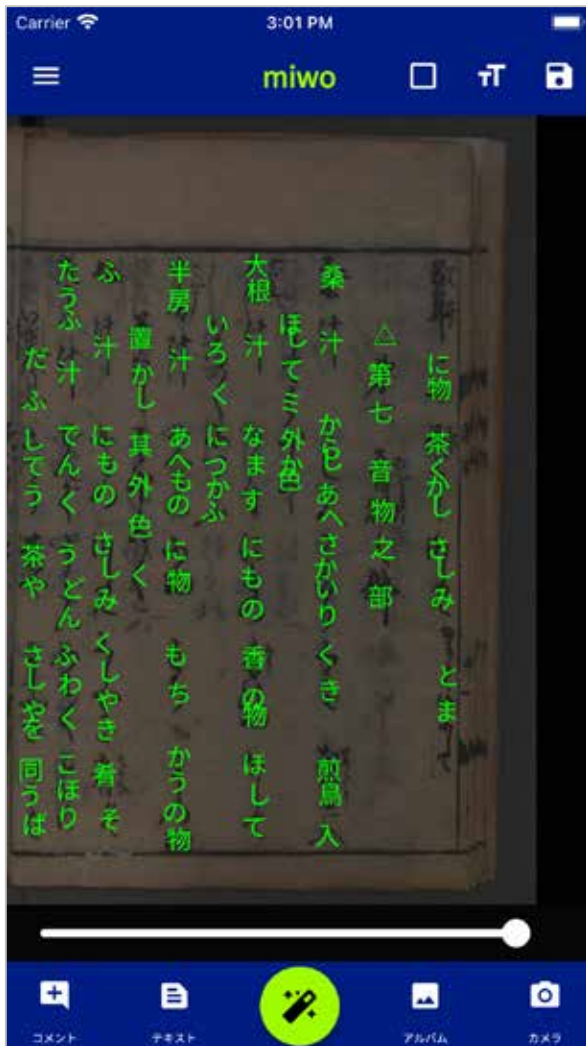 Carrier
3:01 PM
miwo
に物 茶くかし さしみ とま
⚠ 第七 音物之部
桑 汁 からし あへ さかいり くき 煎鳥 入
ほしてミ 外か色
大根 汁 なます にもの 香の物 ほして
いろく につかふ
半房 汁 あへもの に物 もち かうの物
置かし 其外色く
ふ 汁 にもの さしみ くしやき 肴 そ
たうふ 汁 でんく うどん ふわく こほり
だふしてう 茶や さしやを 同うば
コメント
テキスト
アルバム
カメラ